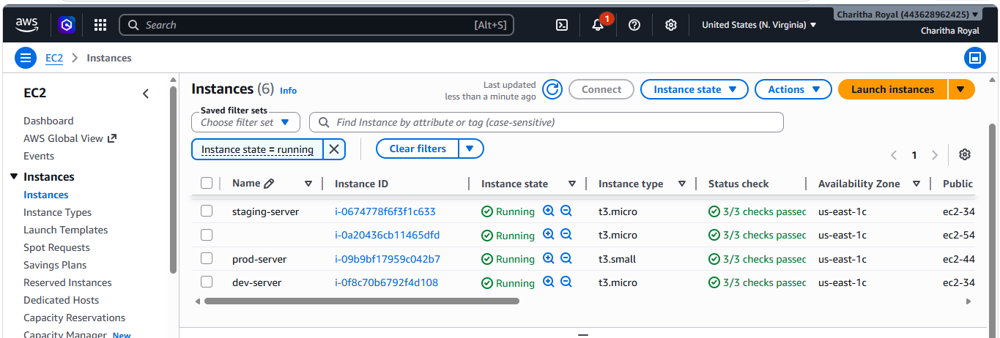 aws
Search [Alt+S] 1 United States (N. Virginia) Charitha Royal (443628962425)
Charitha Royal
EC2 Instances
EC2
Dashboard
AWS Global View
Events
Instances
Instances
Instance Types
Launch Templates
Spot Requests
Savings Plans
Reserved Instances
Dedicated Hosts
Capacity Reservations
Capacity Manager New
Instances (6) Info
Last updated
less than a minute ago
Connect Instance state Actions Launch instances
Saved filter sets
Choose filter set Find Instance by attribute or tag (case-sensitive)
Instance state = running Clear filters
1
Name Instance ID Instance state Instance type Status check Availability Zone Public
staging-server i-0674778f6f3f1c633 Running t3.micro 3/3 checks passed us-east-1c ec2-34
i-0a20436cb11465dfd Running t3.micro 3/3 checks passed us-east-1c ec2-54
prod-server i-09b9bf17959c042b7 Running t3.small 3/3 checks passed us-east-1c ec2-44
dev-server i-0f8c70b6792f4d108 Running t3.micro 3/3 checks passed us-east-1c ec2-34